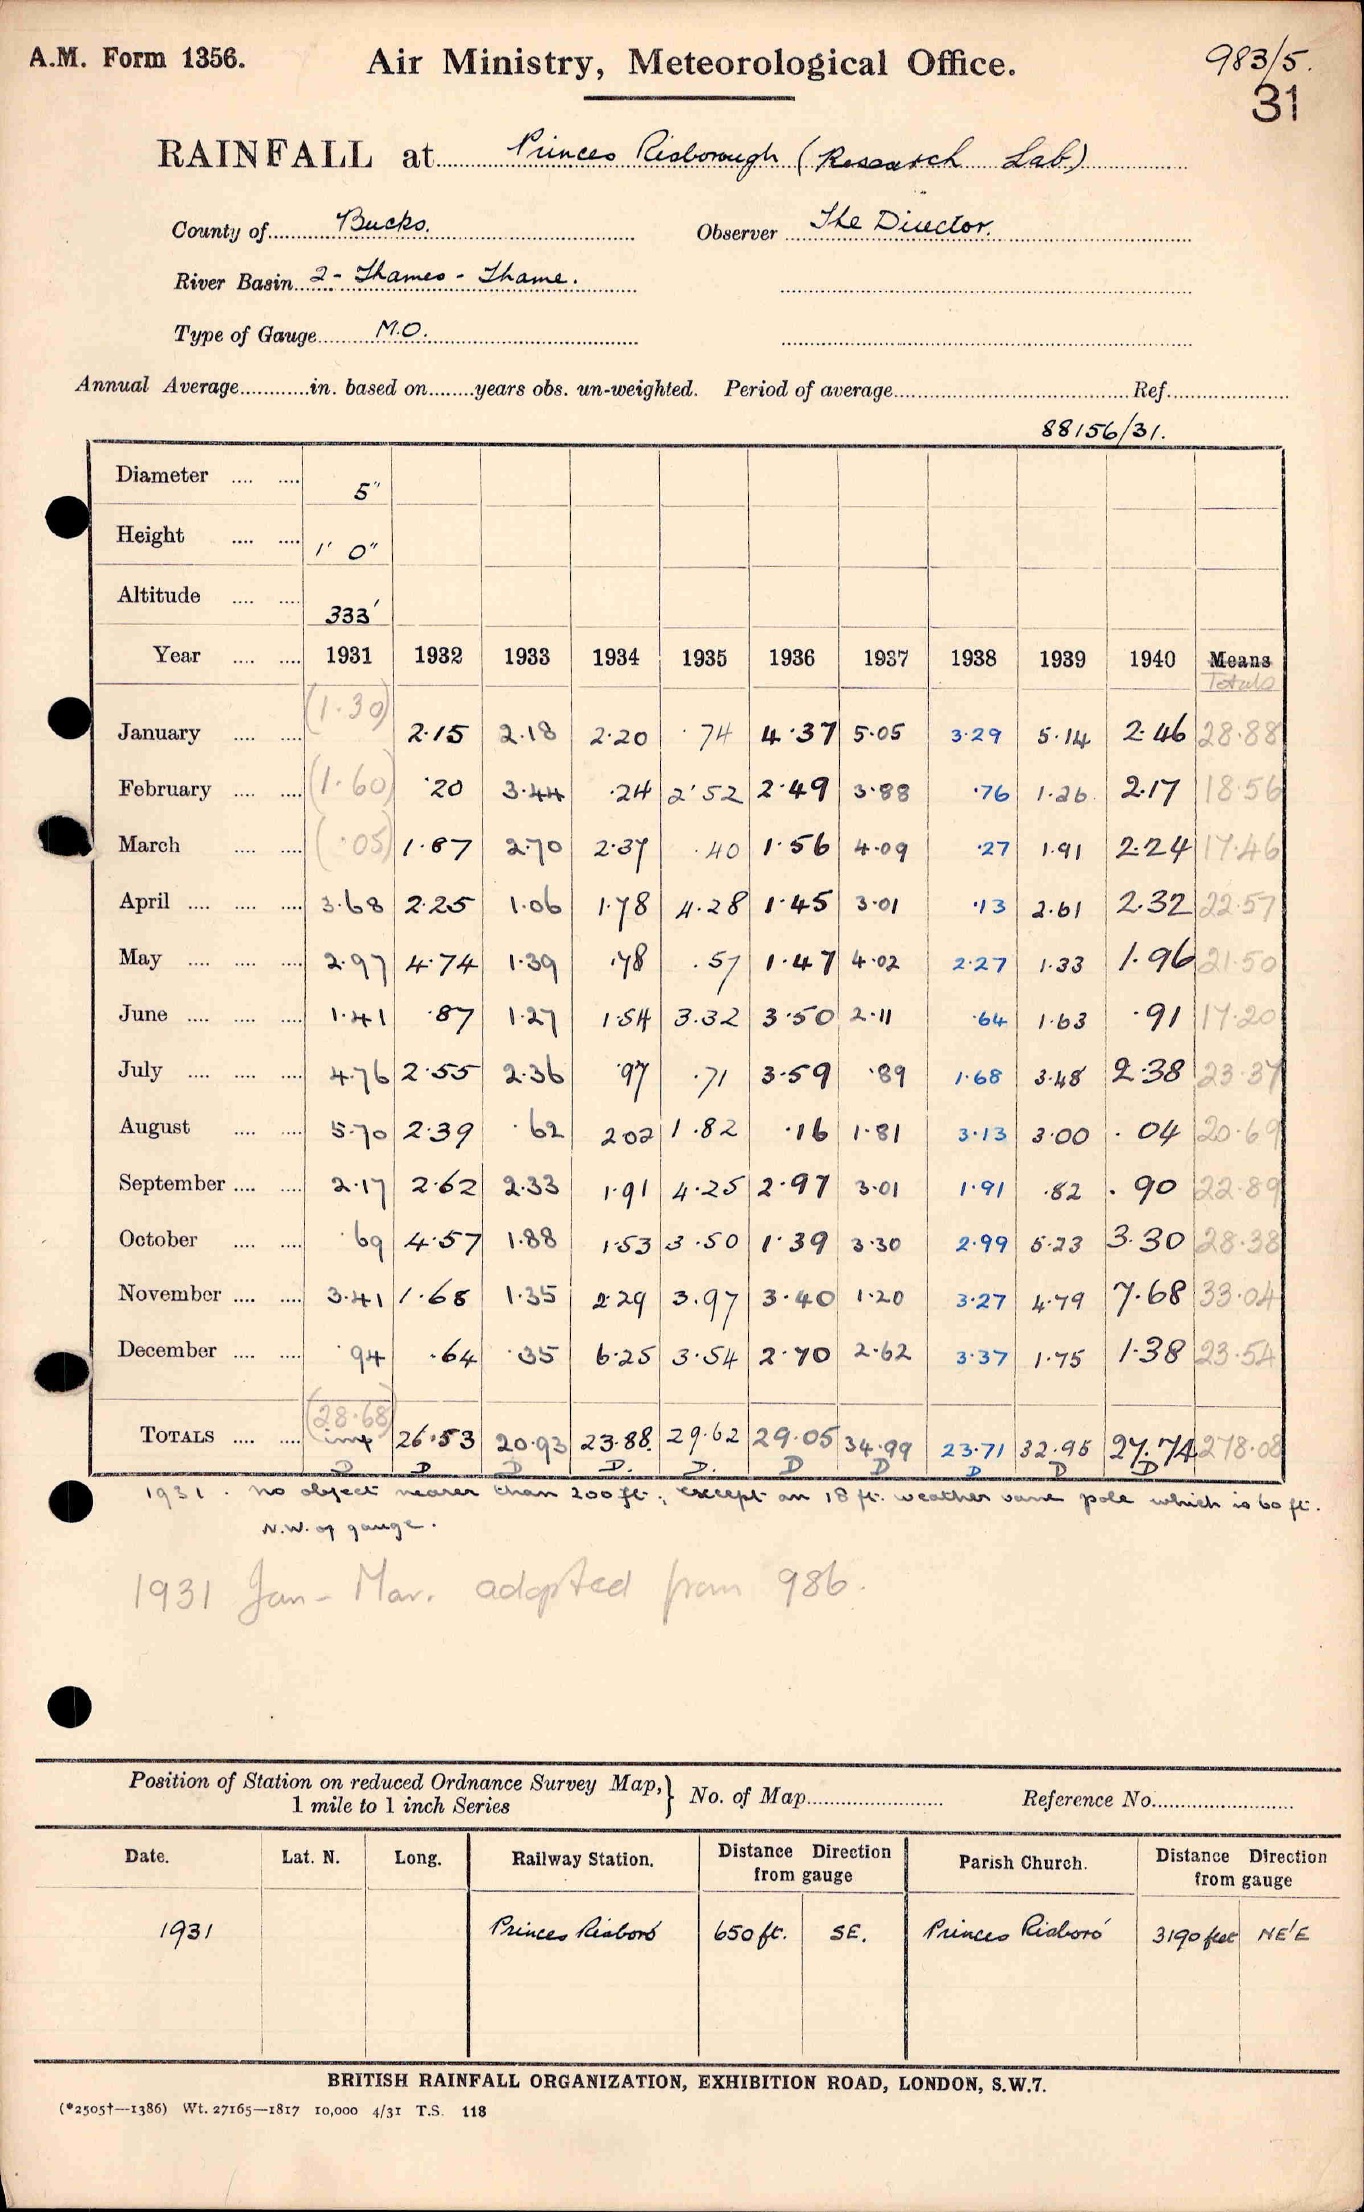 A.M. Form 1356.
Air Ministry, Meteorological Office.
983/5.
31
RAINFALL at Princes Risborough (Research Lab.)
County of Bucks. Observer The Director.
River Basin 2 - Thames - Thame.
Type of Gauge M.O.
Annual Average............in. based on........years obs. un-weighted. Period of average........................Ref....................
88156/31.
Diameter .... .... 5"
Height .... .... 1' 0"
Altitude .... .... 333'
Year .... .... 1931 1932 1933 1934 1935 1936 1937 1938 1939 1940 Means
Totals
January .... .... (1.30) 2.15 2.18 2.20 .74 4.37 5.05 3.29 5.14 2.46 28.88
February .... .... (1.60) .20 3.44 .24 2.52 2.49 3.88 .76 1.26 2.17 18.56
March .... .... (.05) 1.87 2.70 2.37 .40 1.56 4.09 .27 1.91 2.24 17.46
April .... .... .... 3.68 2.25 1.06 1.78 4.28 1.45 3.01 .13 2.61 2.32 22.57
May .... .... .... 2.97 4.74 1.39 .78 .57 1.47 4.02 2.27 1.33 1.96 21.50
June .... .... .... 1.41 .87 1.27 1.54 3.32 3.50 2.11 .64 1.63 .91 17.20
July .... .... .... 4.76 2.55 2.36 .97 .71 3.59 .89 1.68 3.48 2.38 23.37
August .... .... 5.70 2.39 .62 2.02 1.82 .16 1.81 3.13 3.00 .04 20.69
September .... .... 2.17 2.62 2.33 1.91 4.25 2.97 3.01 1.91 .82 .90 22.89
October .... .... .69 4.57 1.88 1.53 3.50 1.39 3.30 2.99 5.23 3.30 28.38
November .... .... 3.41 1.68 1.35 2.29 3.97 3.40 1.20 3.27 4.79 7.68 33.04
December .... .... .94 .64 .35 6.25 3.54 2.70 2.62 3.37 1.75 1.38 23.54
(28.68)
TOTALS .... .... imp 26.53 20.93 23.88. 29.62 29.05 34.99 23.71 32.95 27.74 278.08
D D D D. D. D D D D D
1931. No object nearer than 200 ft., except an 18 ft. weather vane pole which is 60 ft.
N.W. of gauge.
1931 Jan - Mar. adopted from 986.
Position of Station on reduced Ordnance Survey Map, } No. of Map........................ Reference No........................
1 mile to 1 inch Series
Date. Lat. N. Long. Railway Station. Distance Direction from gauge Parish Church. Distance Direction from gauge
1931 Princes Risboro' 650 ft. SE. Princes Risboro' 3190 feet NE'E
BRITISH RAINFALL ORGANIZATION, EXHIBITION ROAD, LONDON, S.W.7.
(*2505†—1386) Wt. 27165—1817 10,000 4/31 T.S. 118